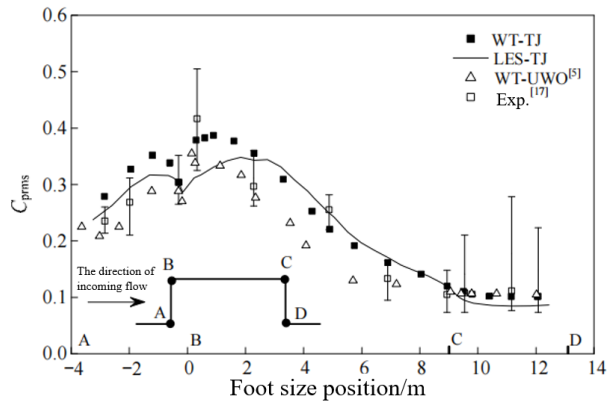 0.6
0.5
0.4
0.3
0.2
0.1
0.0
C prms
WT-TJ
LES-TJ
WT-UWO[5]
Exp.[17]
The direction of
incoming flow
B
C
A
D
A
B
C
D
−4
−2
0
2
4
6
8
10
12
14
Foot size position/m